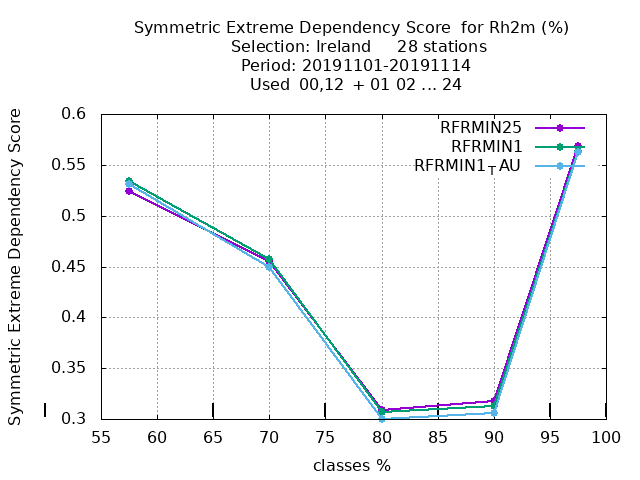 Symmetric Extreme Dependency Score for Rh2m (%)
Selection: Ireland 28 stations
Period: 20191101-20191114
Used 00,12 + 01 02 ... 24
Symmetric Extreme Dependency Score
0.6
0.55
0.5
0.45
0.4
0.35
0.3
RFRMIN25
RFRMIN1
RFRMIN1TAU
55 60 65 70 75 80 85 90 95 100
classes %